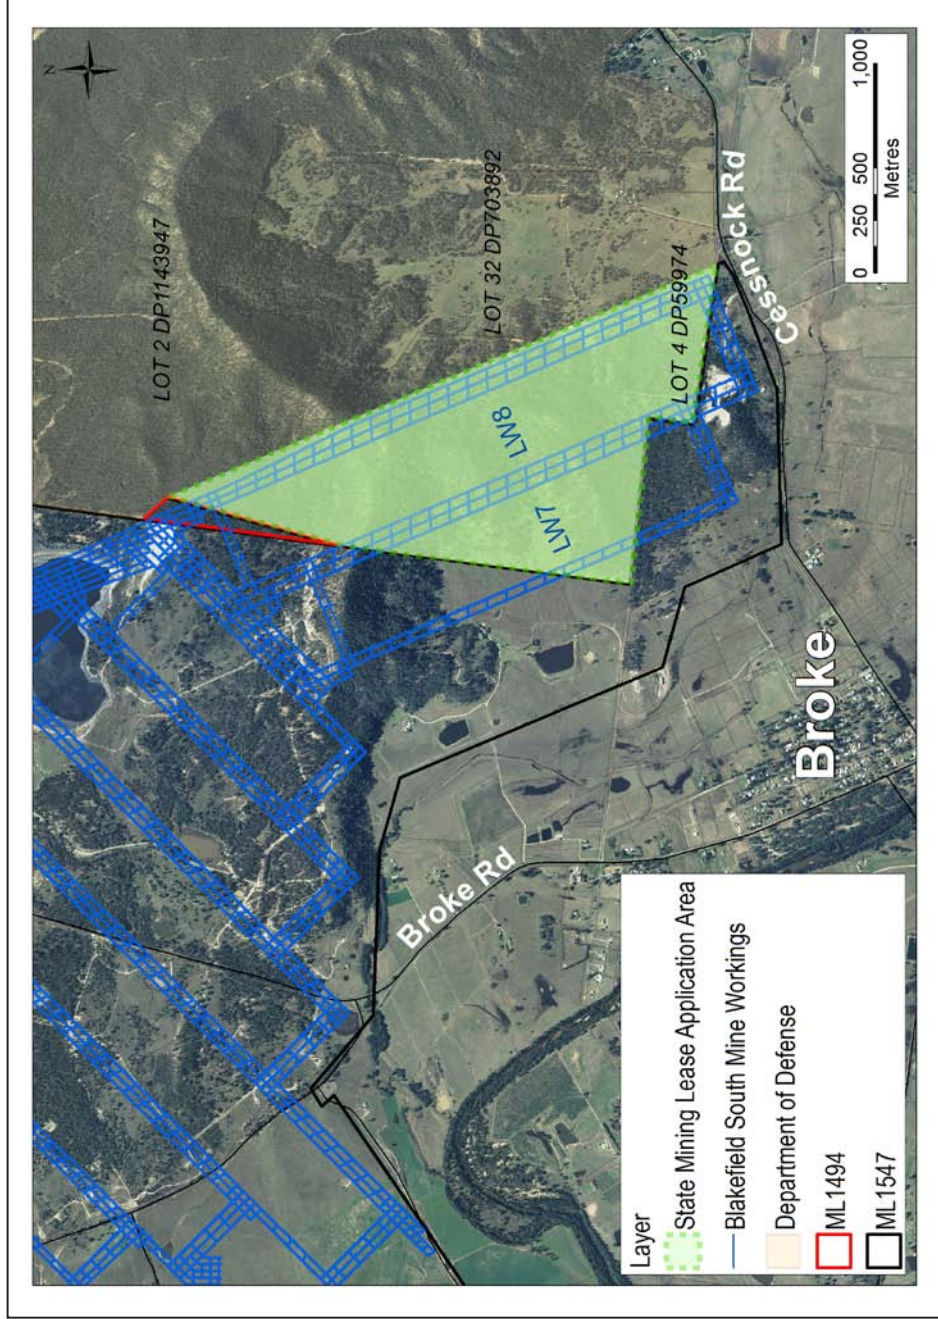 N
LOT 2 DP1143947
LOT 32 DP703892
LOT 4 DP59974
LW8
LW7
Cesssnock Rd
Broke Rd
Broke
0 250 500 1,000
Metres
Layer
State Mining Lease Application Area
Blakefield South Mine Workings
Department of Defense
ML1494
ML1547